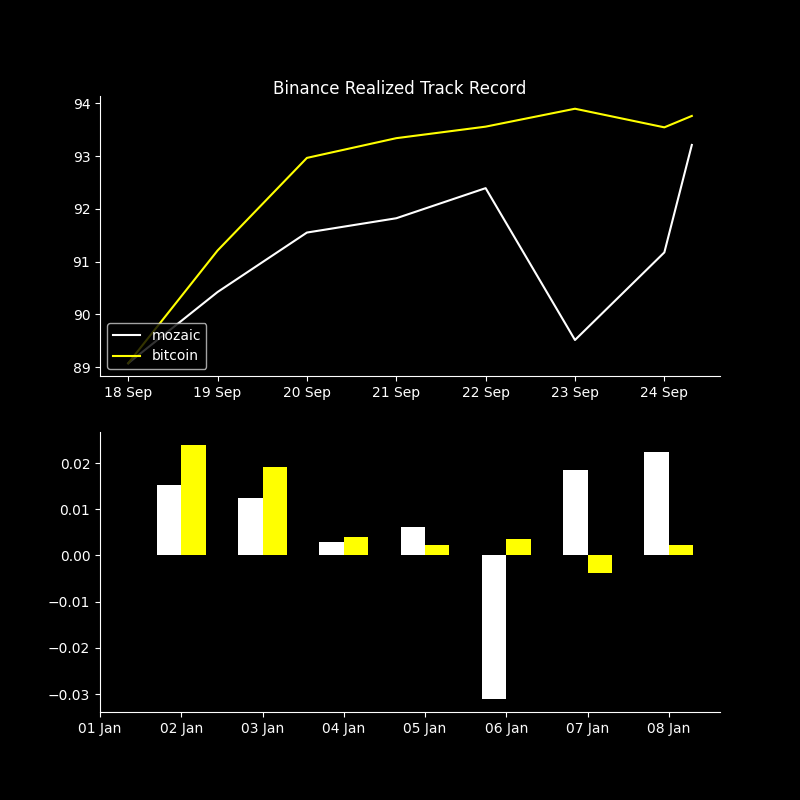 Binance Realized Track Record
94
93
92
91
90
89
mozaic
bitcoin
18 Sep 19 Sep 20 Sep 21 Sep 22 Sep 23 Sep 24 Sep
0.02
0.01
0.00
−0.01
−0.02
−0.03
01 Jan 02 Jan 03 Jan 04 Jan 05 Jan 06 Jan 07 Jan 08 Jan